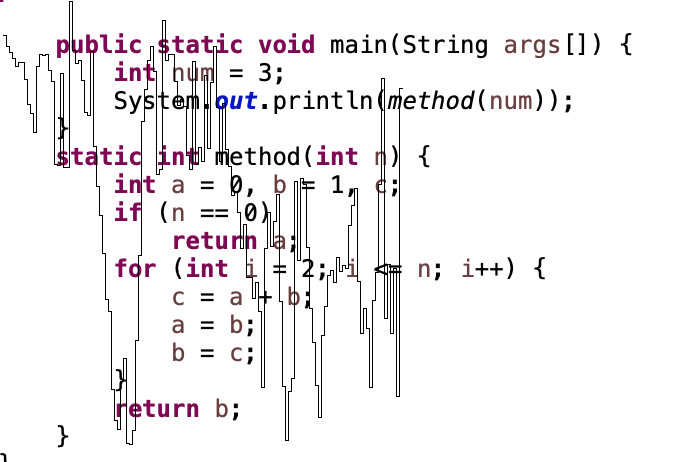 public static void main(String args[]) {
int num = 3;
System.out.println(method(num));
}
static int method(int n) {
int a = 0, b = 1, c;
if (n == 0)
return a;
for (int i = 2; i <= n; i++) {
c = a + b;
a = b;
b = c;
}
return b;
}
}